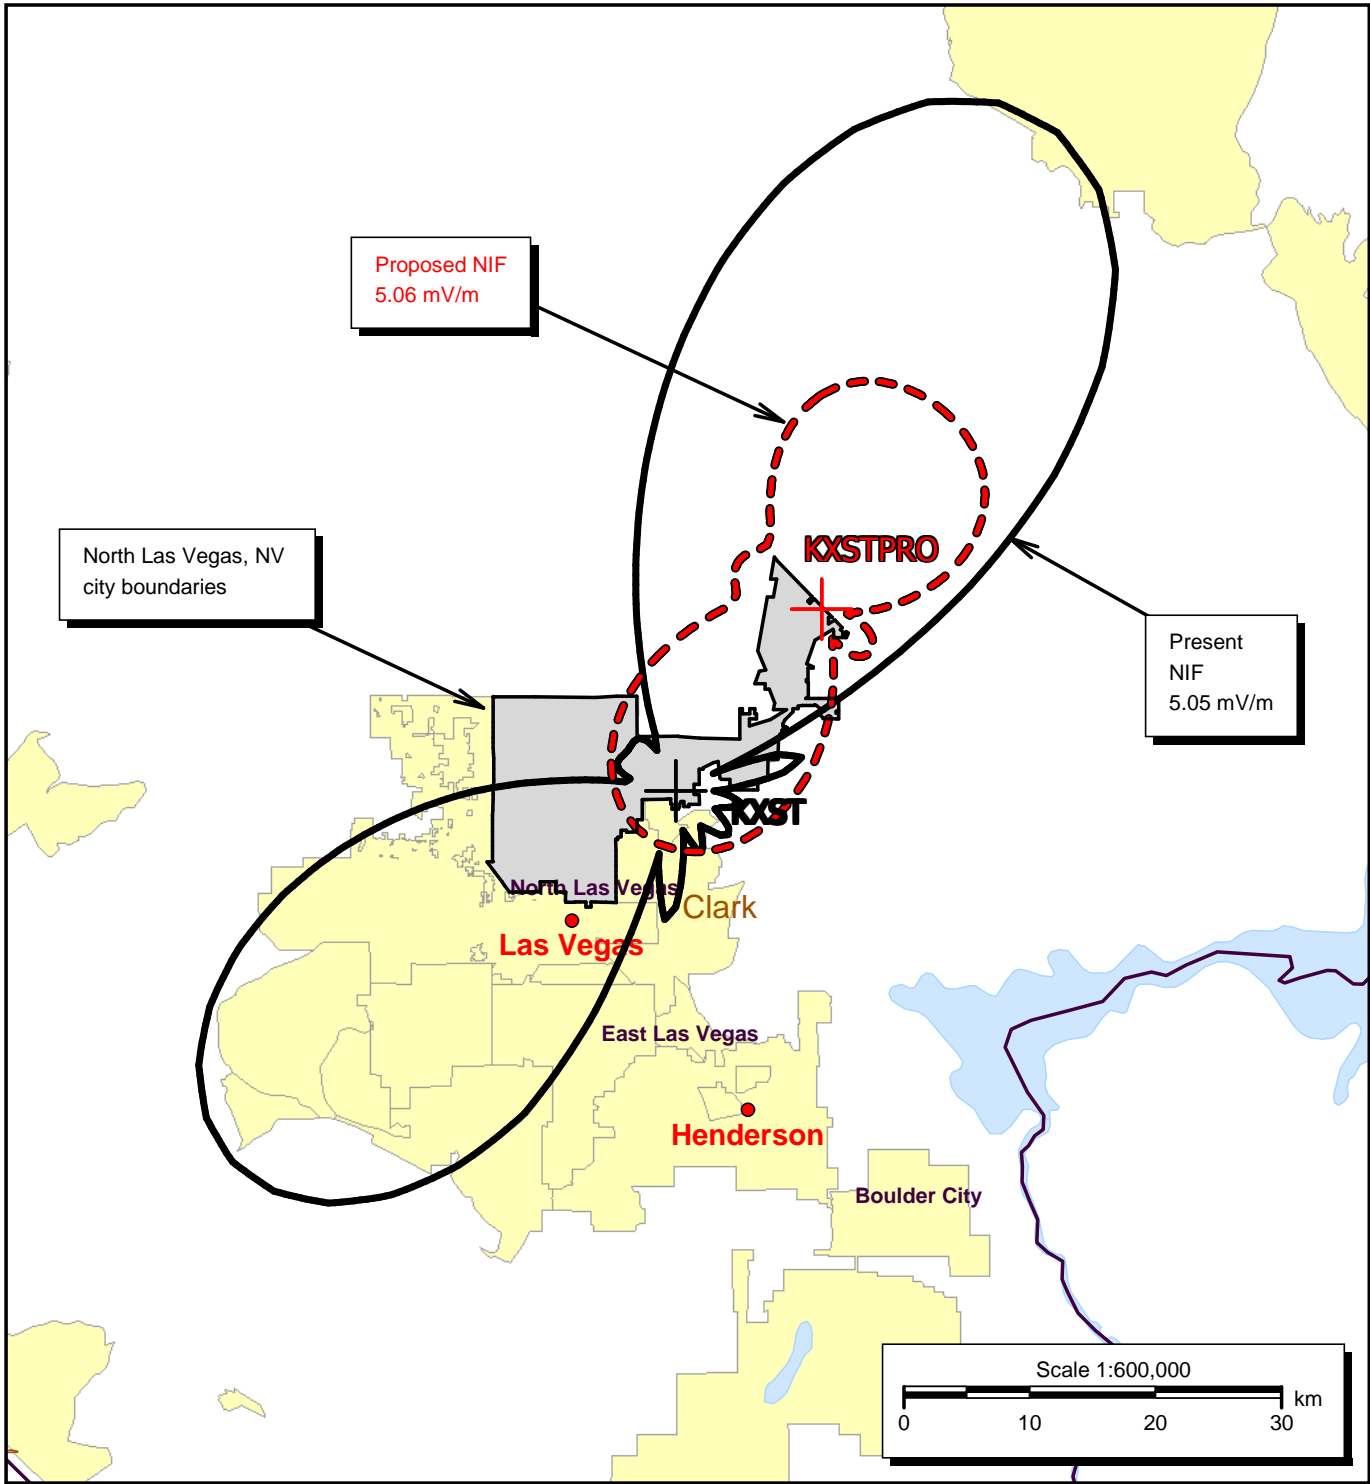 Proposed NIF
5.06 mV/m
KXSTPRO
North Las Vegas, NV
city boundaries
Present
NIF
5.05 mV/m
KXST
North Las Vegas
Clark
Las Vegas
East Las Vegas
Henderson
Boulder City
Scale 1:600,000
km
0 10 20 30